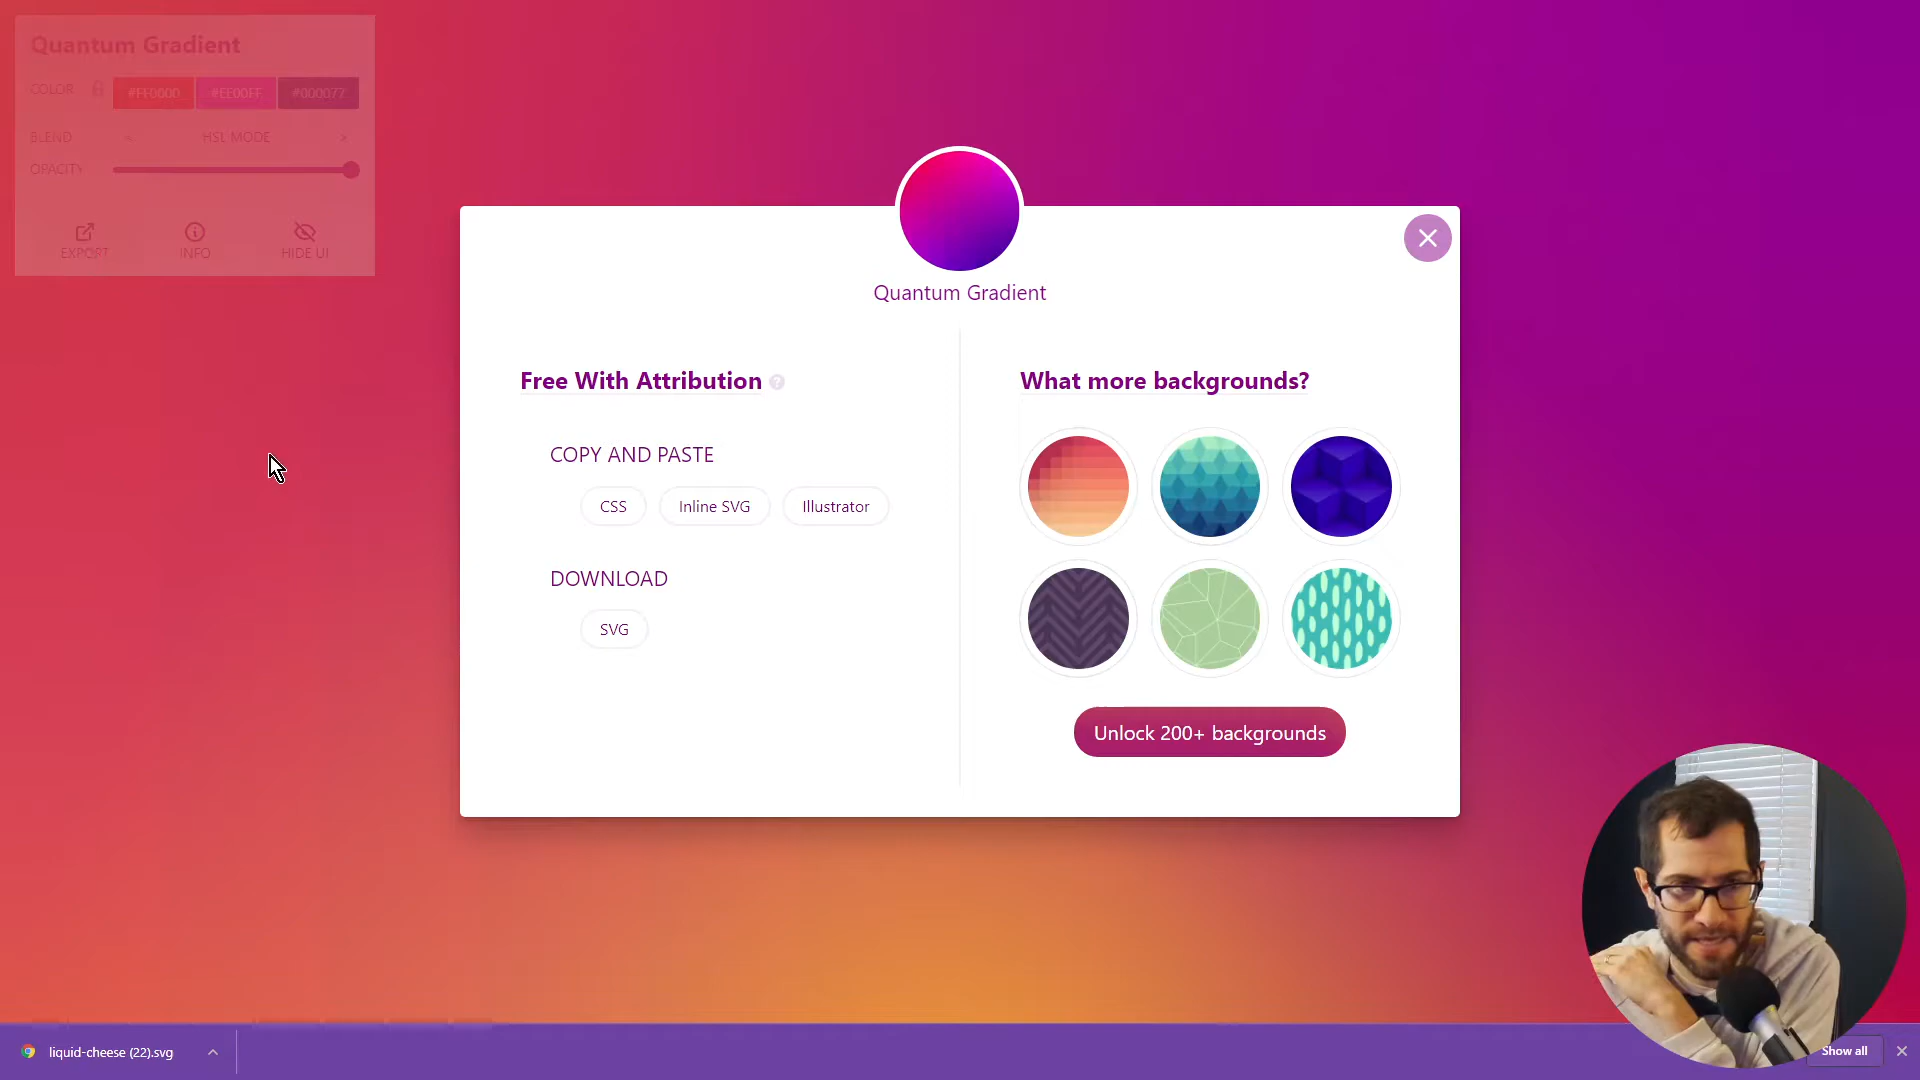 Quantum Gradient
COLOR #FF0000 #EE00FF #000077
BLEND < HSL MODE >
OPACITY
EXPORT INFO HIDE UI
Quantum Gradient
Free With Attribution ?
COPY AND PASTE
CSS Inline SVG Illustrator
DOWNLOAD
SVG
What more backgrounds?
Unlock 200+ backgrounds
liquid-cheese (22).svg
Show all